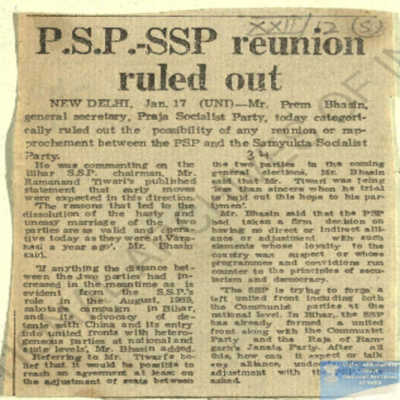 XXII/12 (S)
P.S.P.-SSP reunion
ruled out
NEW DELHI, Jan. 17 (UNI)—Mr. Prem Bhasin,
general secretary, Praja Socialist Party, today categori-
cally ruled out the possibility of any reunion or rap-
prochement between the PSP and the Samyukta Socialist
Party.
34
He was commenting on the
Bihar S.S.P. chairman, Mr.
Ramanand Tiwari's published
statement that early moves
were expected in this direction
'The reasons that led to the
dissolution of the hasty and
uneasy marriage of the two
parties are as valid and opera-
tive today as they were at Vara-
nasi a year ago', Mr. Bhasin
said.
'If anything the distance bet-
ween the two parties had in-
creased in the meantime as is
evident from the S.S.P.'s
role in the August, 1965,
sabotage campaign in Bihar,
and its advocacy of de-
tente with China and its entry
into united fronts with hetero-
geneous parties at national and
state levels', Mr. Bhasin added.
Referring to Mr. Tiwari's be-
lief that it would be possible to
reach an agreement at least on
the adjustment of seats between
the two parties in the coming
general elections, Mr. Bhasin
said that Mr. Tiwari was being
less than sincere when he tried
to hold out this hope to his par-
tymen'.
Mr. Bhasin said that the PSP
had taken a firm decision on
having no direct or indirect alli-
ance or adjustment with such
elements whose loyalty to the
country was suspect or whose
programmes and convictions run
counter to the principles of secu-
larism and democracy.
'The SSP is trying to forge a
left united front including both
the Communist parties at the
national level. In Bihar, the SSP
has already formed a united
front along with the Communist
Party and the Raja of Ram-
garh's Janata Party. After all
this, how can it expect or talk
any alliance,
adjustment with the
asked.